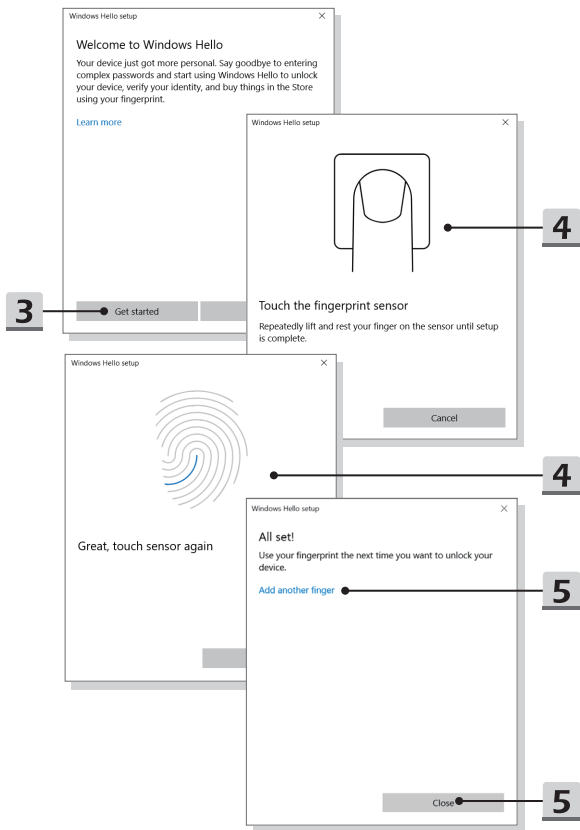 Windows Hello setup
Welcome to Windows Hello
Your device just got more personal. Say goodbye to entering
complex passwords and start using Windows Hello to unlock
your device, verify your identity, and buy things in the Store
using your fingerprint.
Learn more
3
Get started
Windows Hello setup
4
Touch the fingerprint sensor
Repeatedly lift and rest your finger on the sensor until setup
is complete.
Cancel
Windows Hello setup
4
Great, touch sensor again
Windows Hello setup
All set!
Use your fingerprint the next time you want to unlock your
device.
Add another finger
5
Close
5